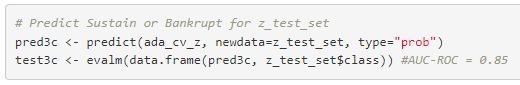 # Predict Sustain or Bankrupt for z_test_set
pred3c <- predict(ada_cv_z, newdata=z_test_set, type="prob")
test3c <- evalm(data.frame(pred3c, z_test_set$class)) #AUC-ROC = 0.85